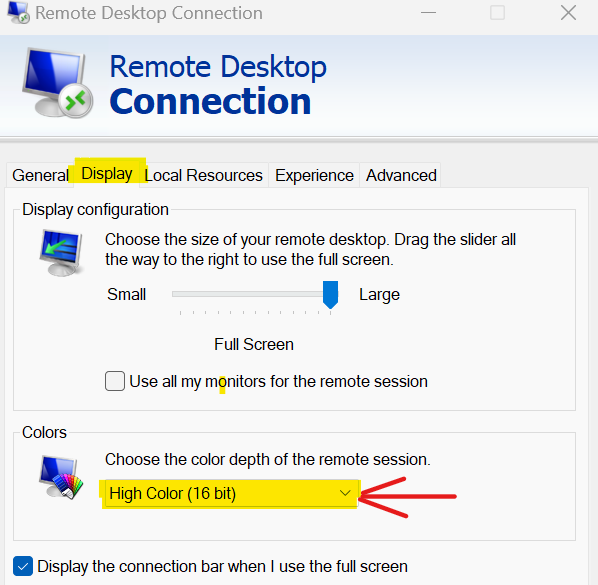 Remote Desktop Connection
Remote Desktop
Connection
General Display Local Resources Experience Advanced
Display configuration
Choose the size of your remote desktop. Drag the slider all
the way to the right to use the full screen.
Small Large
Full Screen
Use all my monitors for the remote session
Colors
Choose the color depth of the remote session.
High Color (16 bit)
Display the connection bar when I use the full screen